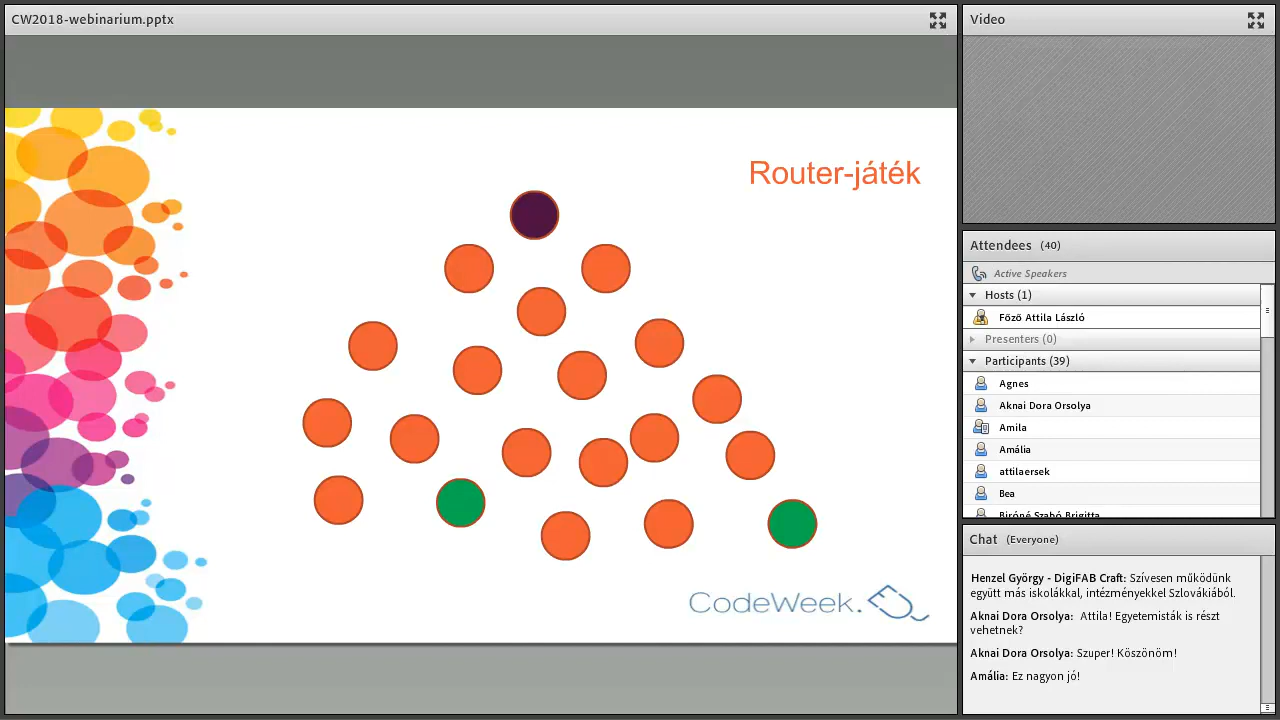 CW2018-webinarium.pptx
Router-játék
CodeWeek.
Video
Attendees (40)
Active Speakers
Hosts (1)
Főző Attila László
Presenters (0)
Participants (39)
Agnes
Aknai Dora Orsolya
Amila
Amália
attilaersek
Bea
Biróné Szabó Brigitta
Chat (Everyone)
Henzel György - DigiFAB Craft: Szívesen működünk
együtt más iskolákkal, intézményekkel Szlovákiából.
Aknai Dora Orsolya: Attila! Egyetemisták is részt
vehetnek?
Aknai Dora Orsolya: Szuper! Köszönöm!
Amália: Ez nagyon jó!